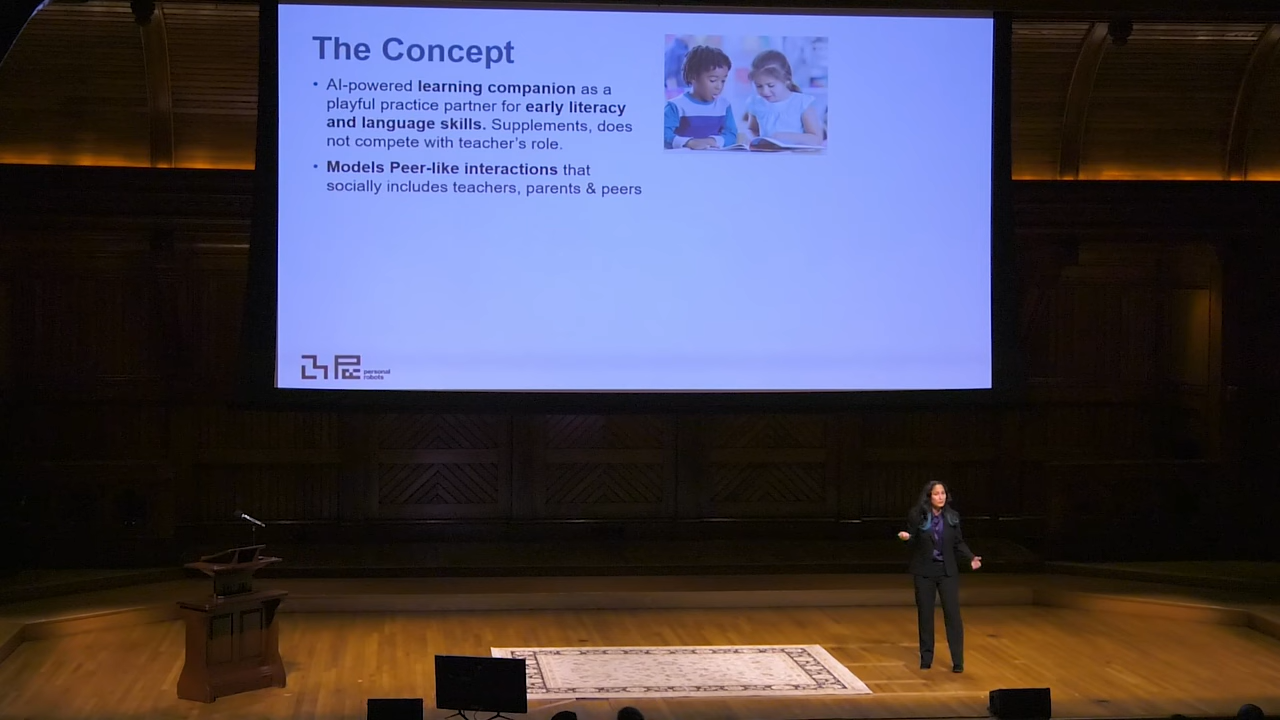 The Concept
• AI-powered learning companion as a
playful practice partner for early literacy
and language skills. Supplements, does
not compete with teacher's role.
• Models Peer-like interactions that
socially includes teachers, parents & peers
personal
robots